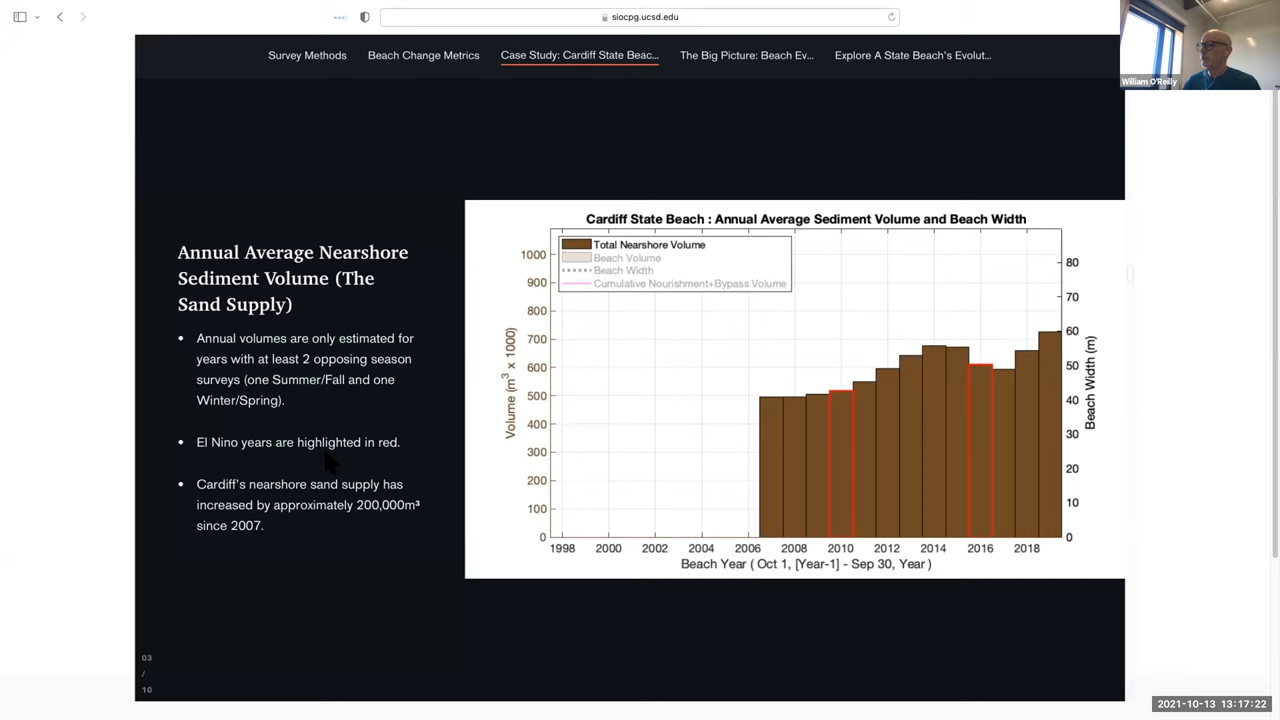 siocpg.ucsd.edu
William O'Reilly
Survey Methods
Beach Change Metrics
Case Study: Cardiff State Beac...
The Big Picture: Beach Ev...
Explore A State Beach's Evolut...
Annual Average Nearshore
Sediment Volume (The
Sand Supply)
• Annual volumes are only estimated for
years with at least 2 opposing season
surveys (one Summer/Fall and one
Winter/Spring).
• El Nino years are highlighted in red.
• Cardiff's nearshore sand supply has
increased by approximately 200,000m³
since 2007.
Cardiff State Beach : Annual Average Sediment Volume and Beach Width
Total Nearshore Volume
Beach Volume
Beach Width
Cumulative Nourishment+Bypass Volume
Volume (m³ x 1000)
1000
900
800
700
600
500
400
300
200
100
0
80
70
60
50
40
30
20
10
0
Beach Width (m)
1998 2000 2002 2004 2006 2008 2010 2012 2014 2016 2018
Beach Year ( Oct 1, [Year-1] - Sep 30, Year )
03
/
10
2021-10-13 13:17:22